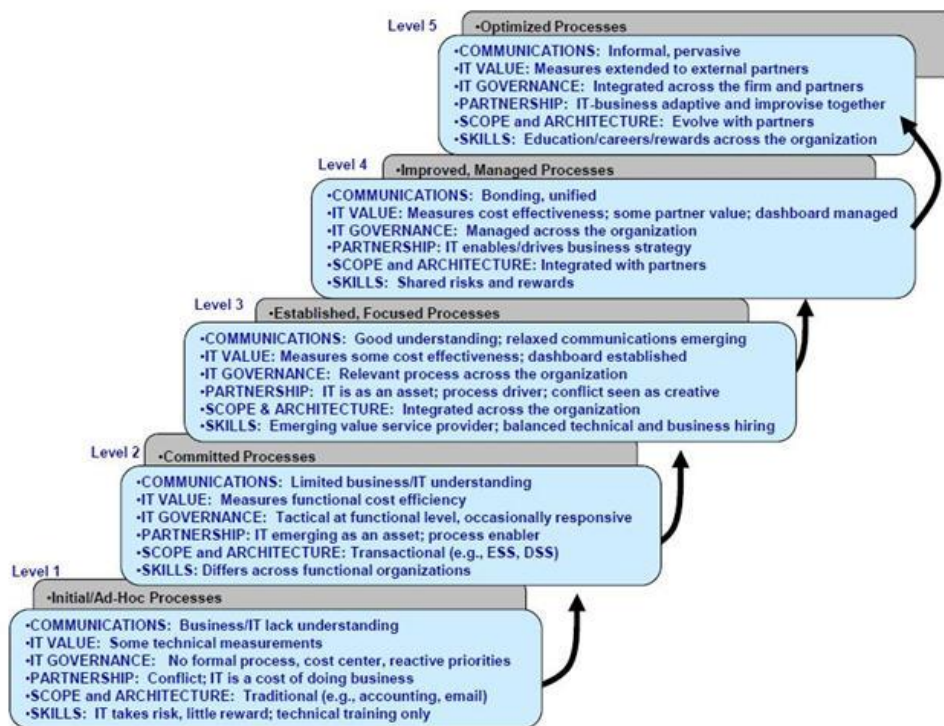 Level 5
•Optimized Processes
•COMMUNICATIONS: Informal, pervasive
•IT VALUE: Measures extended to external partners
•IT GOVERNANCE: Integrated across the firm and partners
•PARTNERSHIP: IT-business adaptive and improvise together
•SCOPE and ARCHITECTURE: Evolve with partners
•SKILLS: Education/careers/rewards across the organization
Level 4
•Improved, Managed Processes
•COMMUNICATIONS: Bonding, unified
•IT VALUE: Measures cost effectiveness; some partner value; dashboard managed
•IT GOVERNANCE: Managed across the organization
•PARTNERSHIP: IT enables/drives business strategy
•SCOPE and ARCHITECTURE: Integrated with partners
•SKILLS: Shared risks and rewards
Level 3
•Established, Focused Processes
•COMMUNICATIONS: Good understanding; relaxed communications emerging
•IT VALUE: Measures some cost effectiveness; dashboard established
•IT GOVERNANCE: Relevant process across the organization
•PARTNERSHIP: IT is as an asset; process driver; conflict seen as creative
•SCOPE & ARCHITECTURE: Integrated across the organization
•SKILLS: Emerging value service provider; balanced technical and business hiring
Level 2
•Committed Processes
•COMMUNICATIONS: Limited business/IT understanding
•IT VALUE: Measures functional cost efficiency
•IT GOVERNANCE: Tactical at functional level, occasionally responsive
•PARTNERSHIP: IT emerging as an asset; process enabler
•SCOPE and ARCHITECTURE: Transactional (e.g., ESS, DSS)
•SKILLS: Differs across functional organizations
Level 1
•Initial/Ad-Hoc Processes
•COMMUNICATIONS: Business/IT lack understanding
•IT VALUE: Some technical measurements
•IT GOVERNANCE: No formal process, cost center, reactive priorities
•PARTNERSHIP: Conflict; IT is a cost of doing business
•SCOPE and ARCHITECTURE: Traditional (e.g., accounting, email)
•SKILLS: IT takes risk, little reward; technical training only